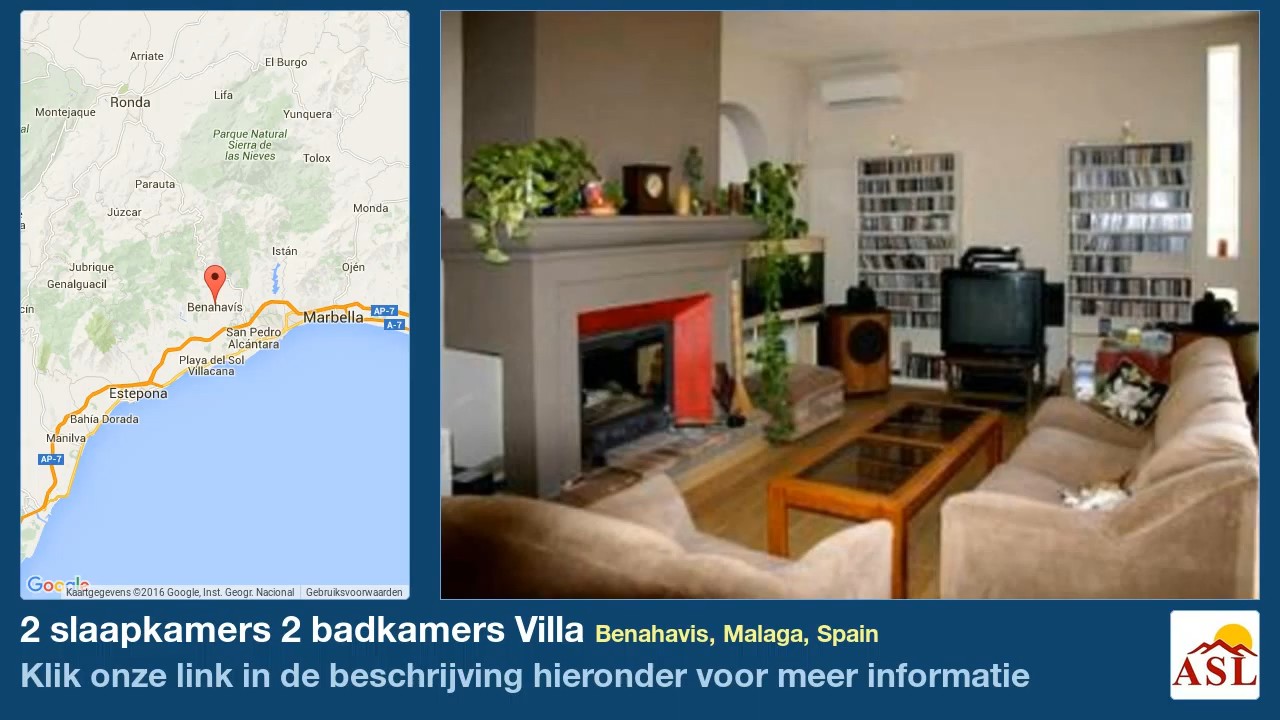 Arriate
El Burgo
Ronda
Lifa
Montejaque
Yunquera
al
Parque Natural
Sierra de
las Nieves
Tolox
Parauta
Júzcar
Monda
a
Istán
Jubrique
Ojén
Genalguacil
Benahavís
cín
Marbella
AP-7
A-7
San Pedro
Alcántara
Playa del Sol
Villacana
Estepona
Bahía Dorada
Manilva
AP-7
Google
Kaartgegevens ©2016 Google, Inst. Geogr. Nacional Gebruiksvoorwaarden
2 slaapkamers 2 badkamers Villa Benahavis, Malaga, Spain
Klik onze link in de beschrijving hieronder voor meer informatie
ASL